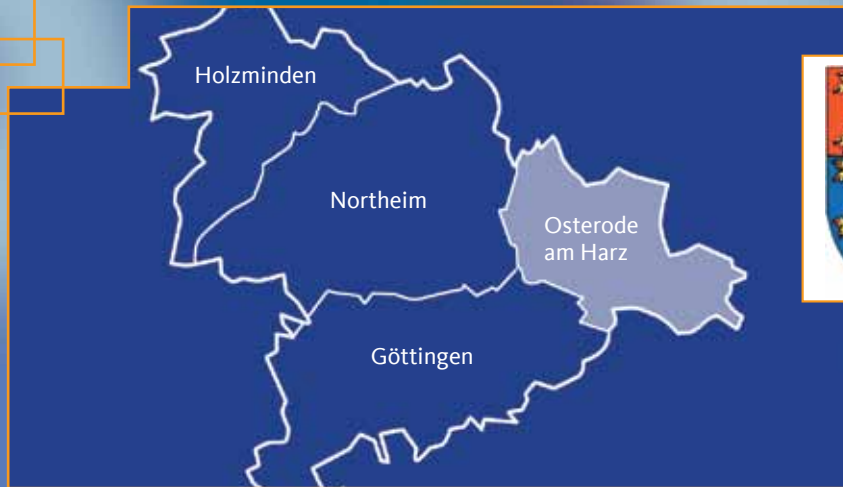 Holzminden
Northeim
Osterode
am Harz
Göttingen